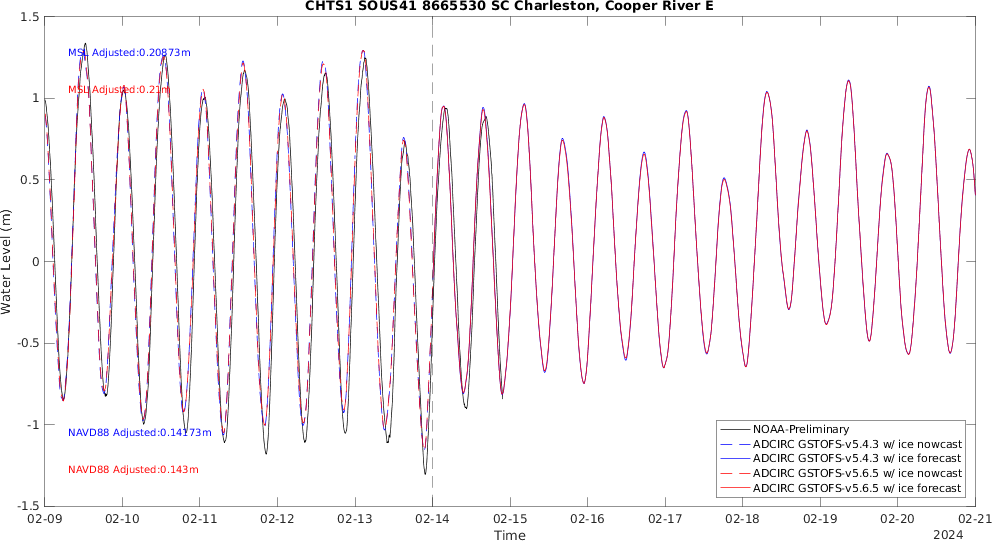 CHTS1 SOUS41 8665530 SC Charleston, Cooper River E
1.5
1
0.5
0
-0.5
-1
-1.5
Water Level (m)
MSL Adjusted:0.20873m
MSL Adjusted:0.21m
NAVD88 Adjusted:0.14173m
NAVD88 Adjusted:0.143m
NOAA-Preliminary
ADCIRC GSTOFS-v5.4.3 w/ ice nowcast
ADCIRC GSTOFS-v5.4.3 w/ ice forecast
ADCIRC GSTOFS-v5.6.5 w/ ice nowcast
ADCIRC GSTOFS-v5.6.5 w/ ice forecast
02-09 02-10 02-11 02-12 02-13 02-14 02-15 02-16 02-17 02-18 02-19 02-20 02-21
Time
2024